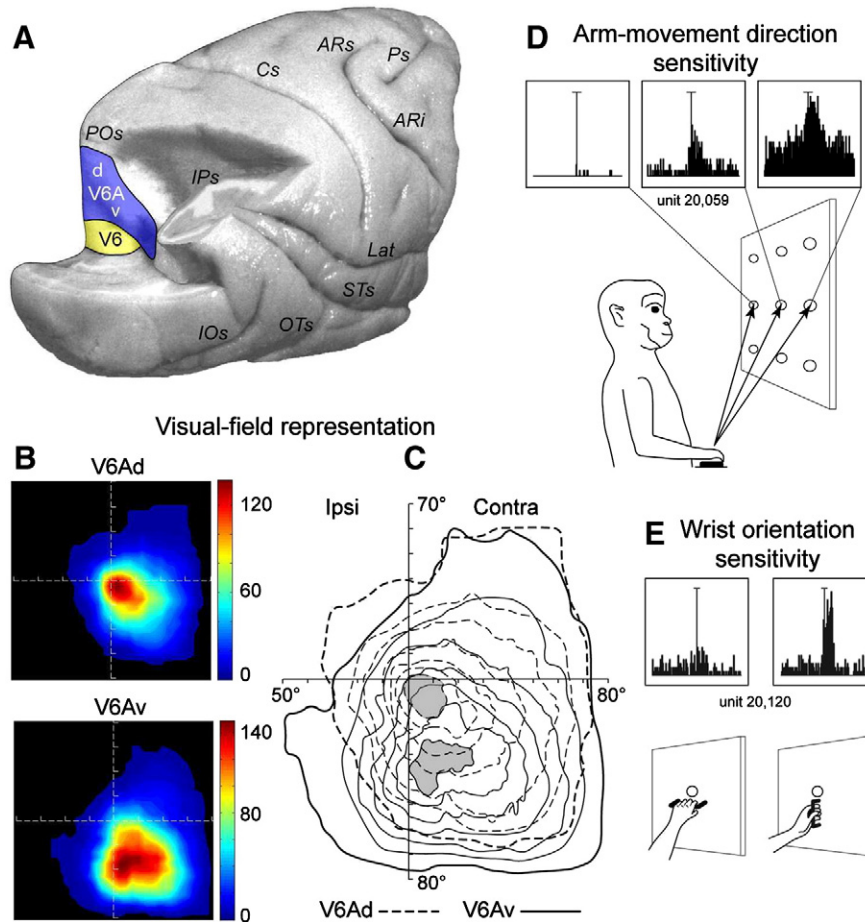 A
ARs
Ps
Cs
ARi
POs
d
V6A
v
IPs
V6
Lat
STs
IOs
OTs
Visual-field representation
B
V6Ad
120
60
0
V6Av
140
80
0
C
Ipsi
Contra
70°
50°
80°
80°
V6Ad
V6Av
D
Arm-movement direction
sensitivity
unit 20,059
E
Wrist orientation
sensitivity
unit 20,120